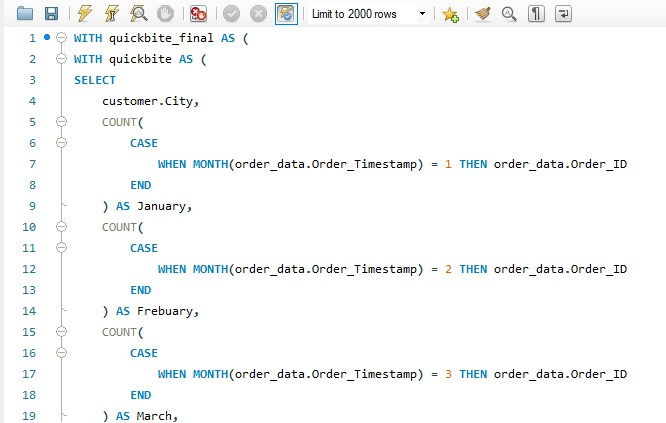 Limit to 2000 rows
1 WITH quickbite_final AS (
2 WITH quickbite AS (
3 SELECT
4 customer.City,
5 COUNT(
6 CASE
7 WHEN MONTH(order_data.Order_Timestamp) = 1 THEN order_data.Order_ID
8 END
9 ) AS January,
10 COUNT(
11 CASE
12 WHEN MONTH(order_data.Order_Timestamp) = 2 THEN order_data.Order_ID
13 END
14 ) AS Frebuary,
15 COUNT(
16 CASE
17 WHEN MONTH(order_data.Order_Timestamp) = 3 THEN order_data.Order_ID
18 END
19 ) AS March,